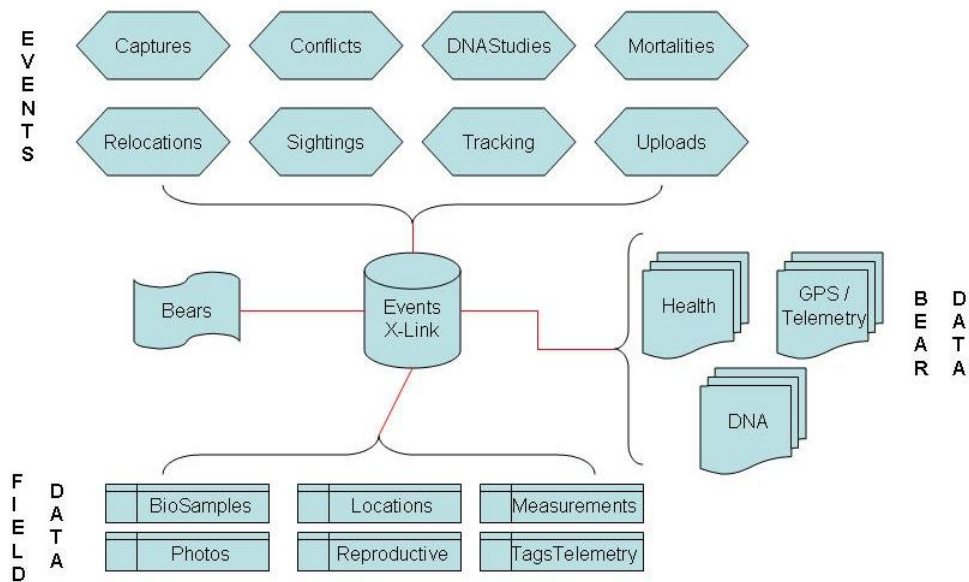 EVENTS
Captures
Conflicts
DNAStudies
Mortalities
Relocations
Sightings
Tracking
Uploads
Bears
Events
X-Link
Health
GPS /
Telemetry
DNA
BEAR
DATA
FIELD
DATA
BioSamples
Locations
Measurements
Photos
Reproductive
TagsTelemetry